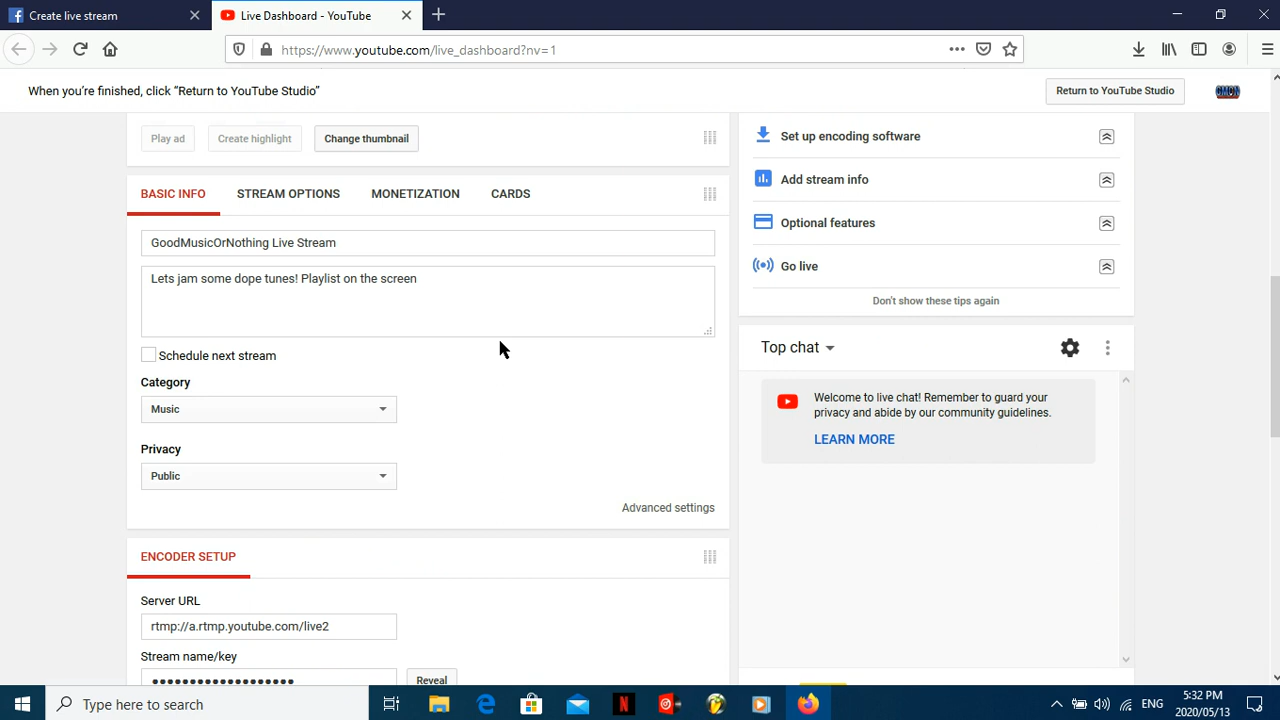 Create live stream
Live Dashboard - YouTube
https://www.youtube.com/live_dashboard?nv=1
When you're finished, click “Return to YouTube Studio”
Return to YouTube Studio
GMON
Play ad
Create highlight
Change thumbnail
BASIC INFO
STREAM OPTIONS
MONETIZATION
CARDS
GoodMusicOrNothing Live Stream
Lets jam some dope tunes! Playlist on the screen
Schedule next stream
Category
Music
Privacy
Public
Advanced settings
ENCODER SETUP
Server URL
rtmp://a.rtmp.youtube.com/live2
Stream name/key
•••••••••••••••••••
Reveal
Set up encoding software
Add stream info
Optional features
Go live
Don't show these tips again
Top chat
Welcome to live chat! Remember to guard your
privacy and abide by our community guidelines.
LEARN MORE
Type here to search
ENG
5:32 PM
2020/05/13